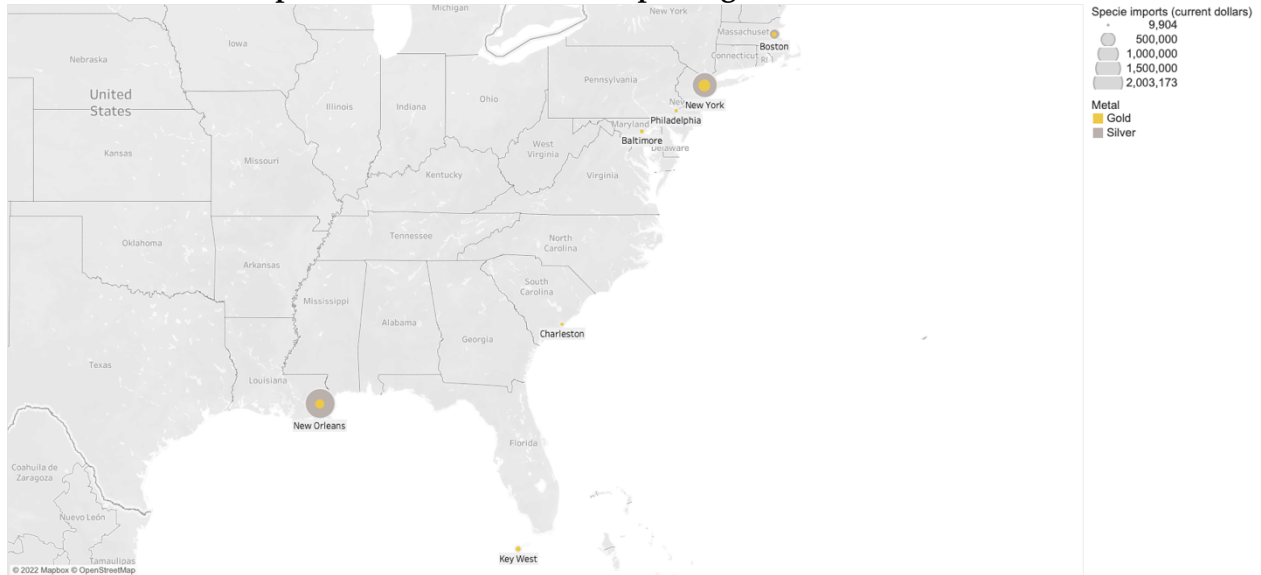 Michigan
New York
Massachuset
Boston
Connecticut
RI
Iowa
Nebraska
United
States
Illinois
Indiana
Ohio
Pennsylvania
New York
Philadelphia
Maryland
Baltimore
Delaware
Kansas
Missouri
West
Virginia
Kentucky
Virginia
Oklahoma
Arkansas
Tennessee
North
Carolina
Mississippi
Alabama
Georgia
South
Carolina
Charleston
Texas
Louisiana
New Orleans
Florida
Coahuila de
Zaragoza
Nuevo León
Tamaulipas
Key West
© 2022 Mapbox © OpenStreetMap
Specie imports (current dollars)
9,904
500,000
1,000,000
1,500,000
2,003,173
Metal
Gold
Silver